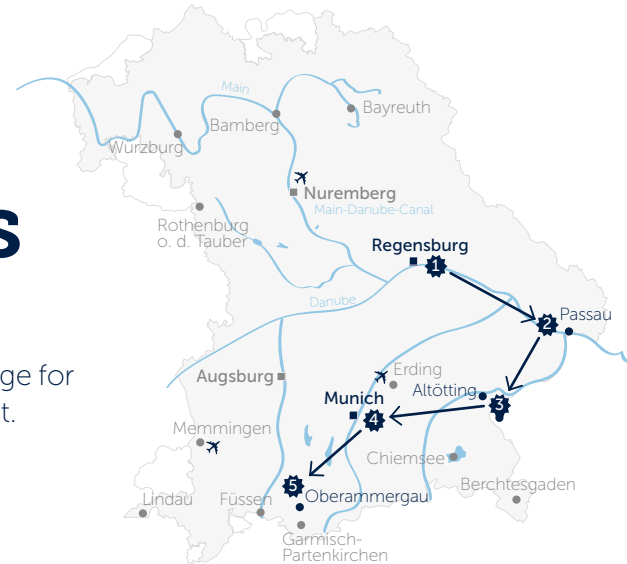 s
ge for
t.
Main
Bayreuth
Bamberg
Wurzburg
Nuremberg
Main-Danube-Canal
Rothenburg
o. d. Tauber
Regensburg
1
Danube
2
Passau
Erding
Augsburg
Altötting
Munich
3
4
Memmingen
Chiemsee
Berchtesgaden
5
Oberammergau
Lindau
Füssen
Garmisch-
Partenkirchen